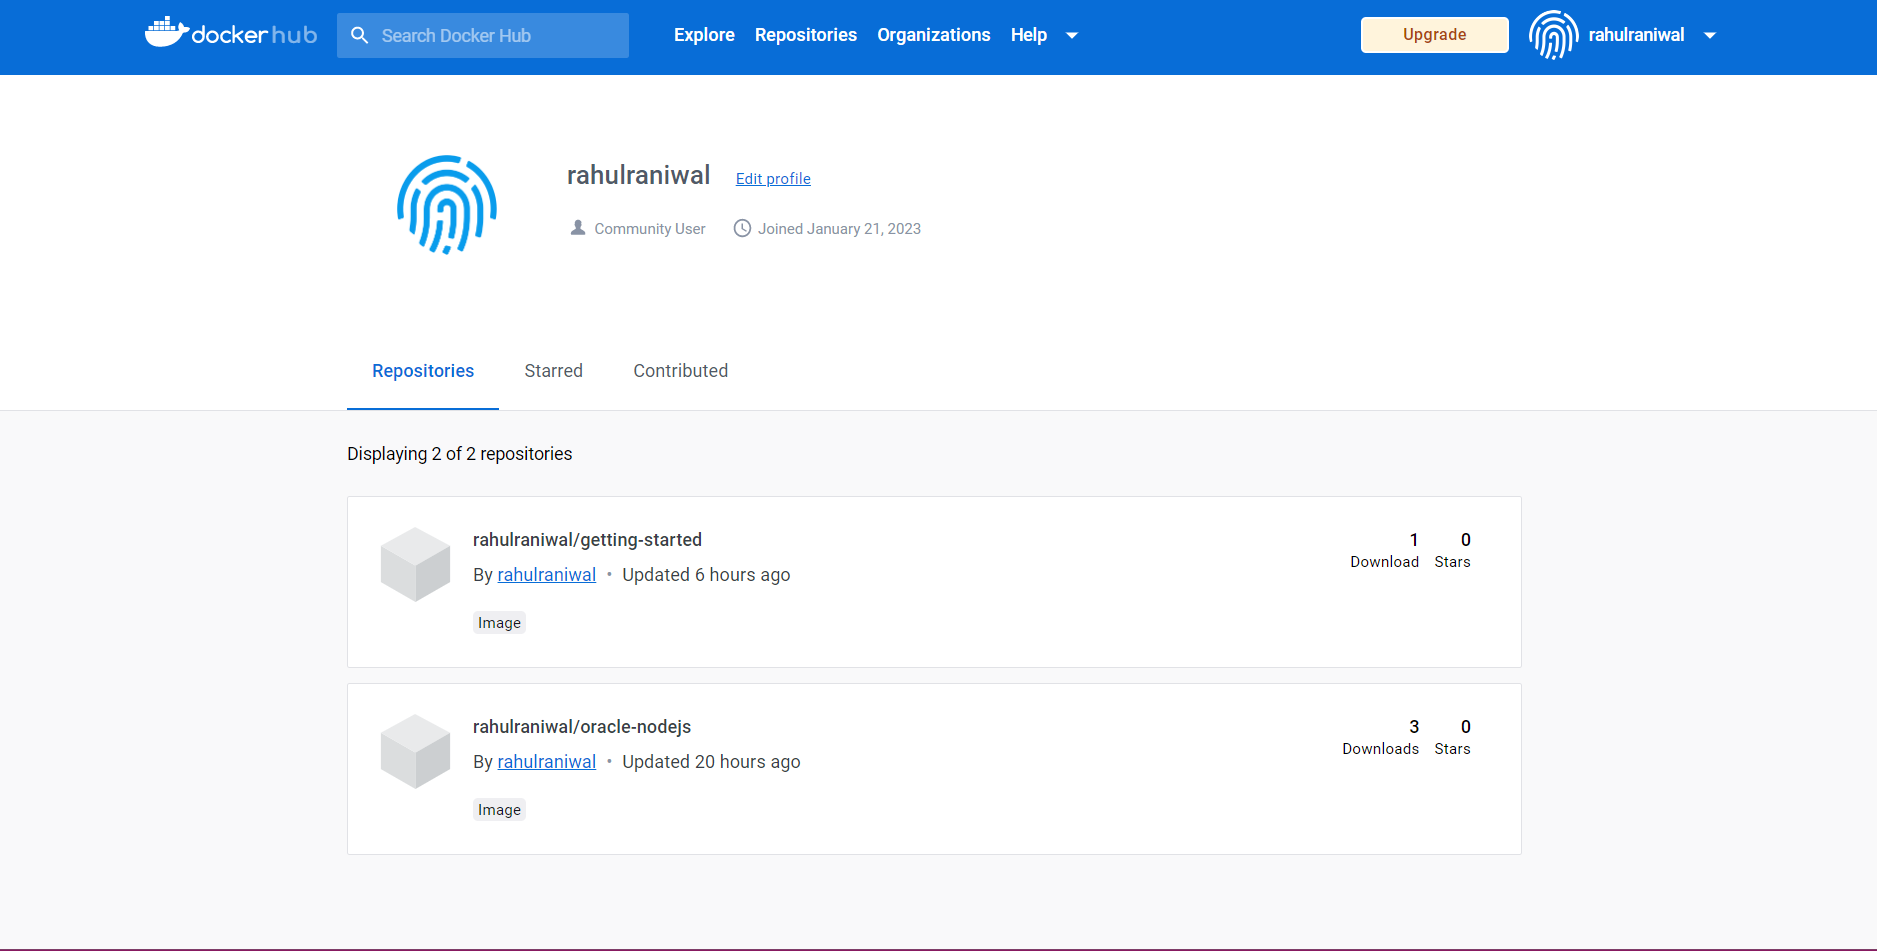 docker hub
Search Docker Hub
Explore Repositories Organizations Help
Upgrade
rahulraniwal
rahulraniwal Edit profile
Community User Joined January 21, 2023
Repositories Starred Contributed
Displaying 2 of 2 repositories
rahulraniwal/getting-started
1 0
By rahulraniwal • Updated 6 hours ago
Download Stars
Image
rahulraniwal/oracle-nodejs
3 0
By rahulraniwal • Updated 20 hours ago
Downloads Stars
Image